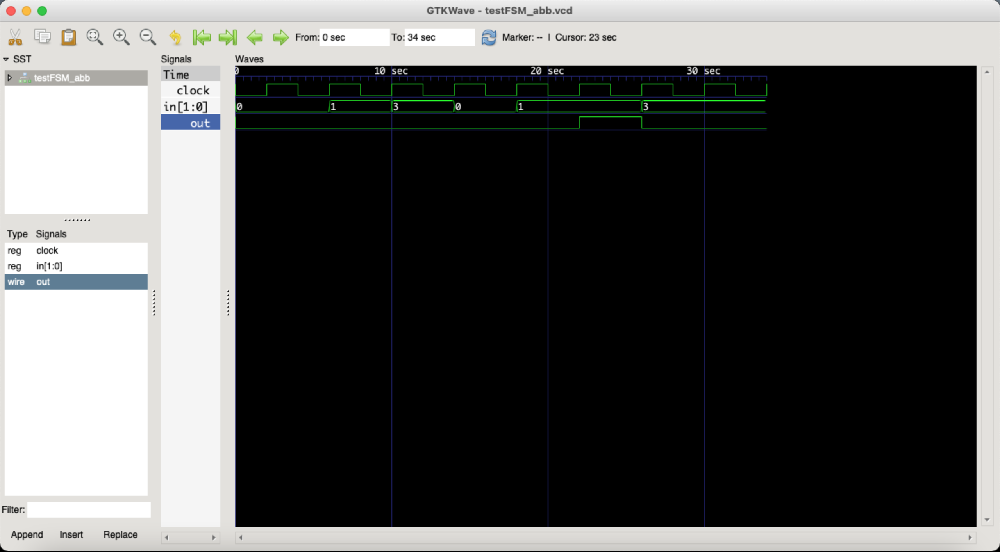 GTKWave - testFSM_abb.vcd
From: 0 sec To: 34 sec Marker: -- | Cursor: 23 sec
SST
testFSM_abb
Type Signals
reg clock
reg in[1:0]
wire out
Filter:
Append Insert Replace
Signals
Time
clock
in[1:0]
out
Waves
0 10 sec 20 sec 30 sec
0 1 3 0 1 3